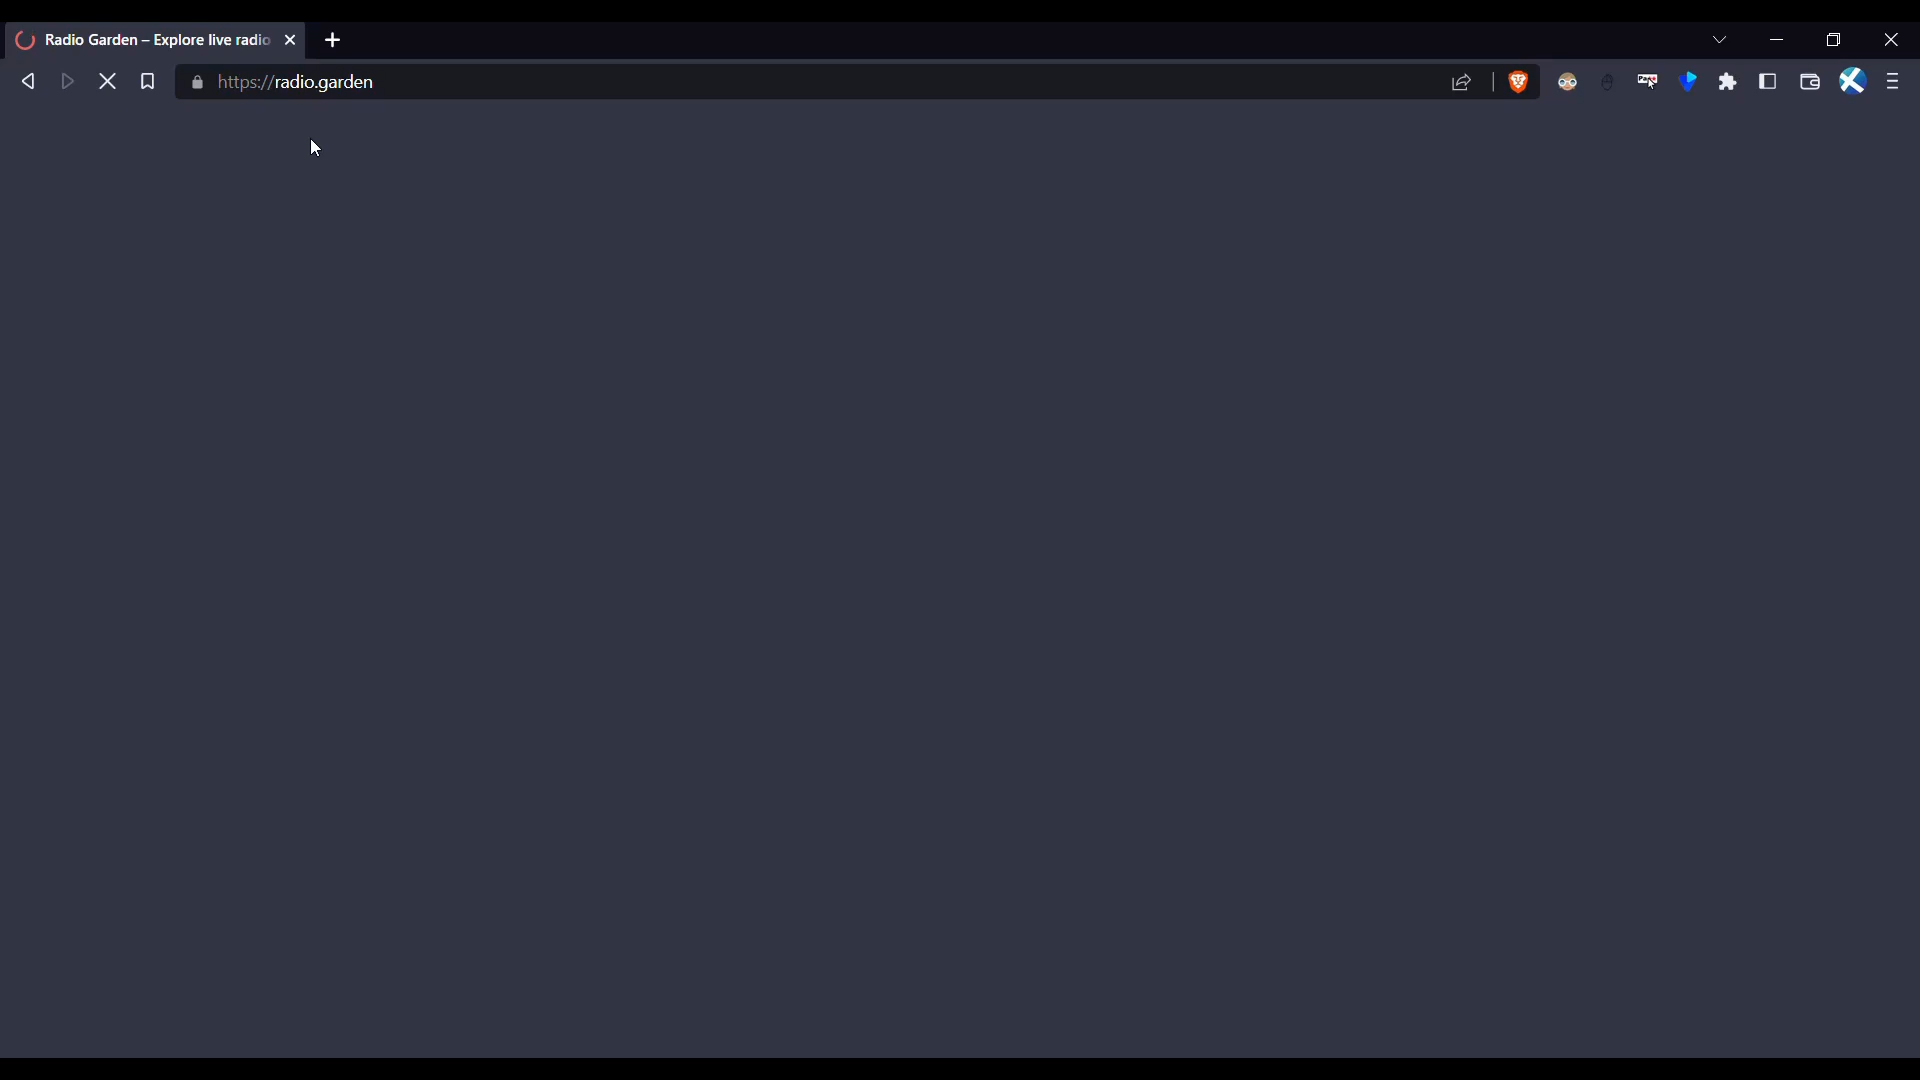 Radio Garden – Explore live radio
https://radio.garden